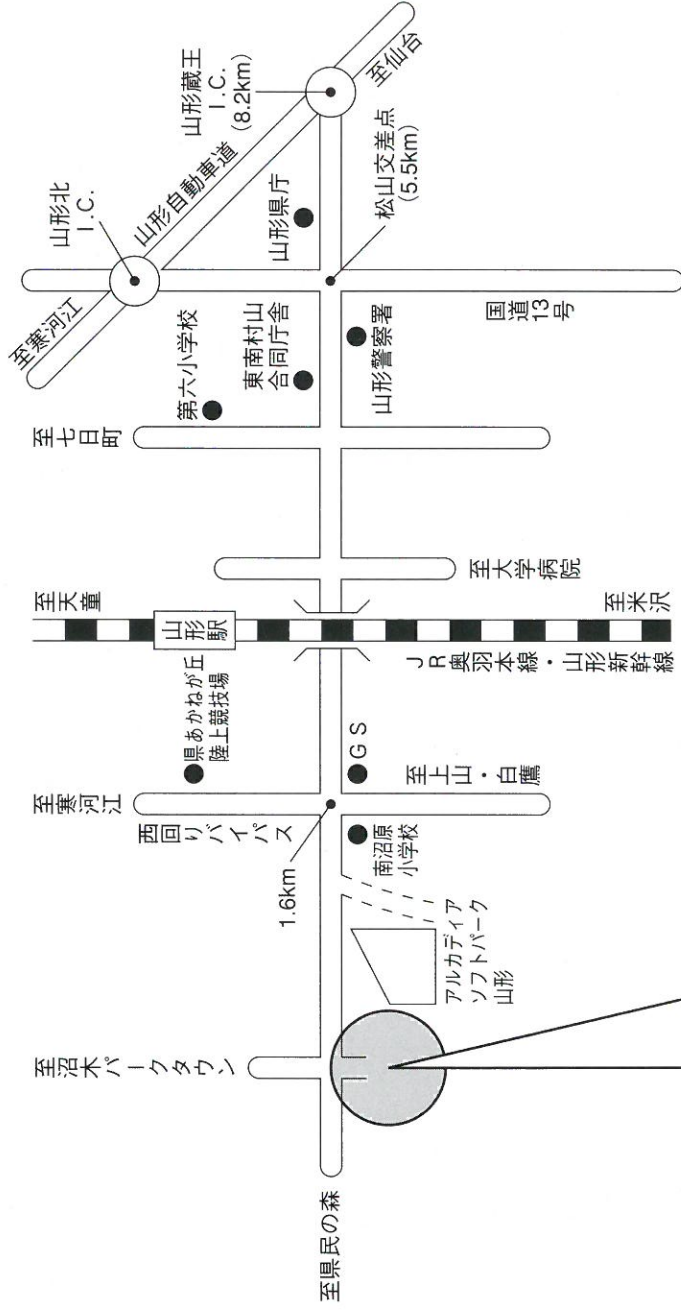 至仙台
山形蔵王
I.C.
(8.2km)
山形自動車道
山形北
I.C.
至寒河江
山形県庁
松山交差点
(5.5km)
国道13号
第六小学校
東南村山
合同庁舎
山形警察署
至七日町
至大学病院
至天童
山形駅
至米沢
JR奥羽本線・山形新幹線
県あかねが丘
陸上競技場
GS
至寒河江
西回りバイパス
至上山・白鷹
1.6km
南沼原
小学校
アルカディア
ソフトパーク
山形
至沼木パークタウン
至県民の森